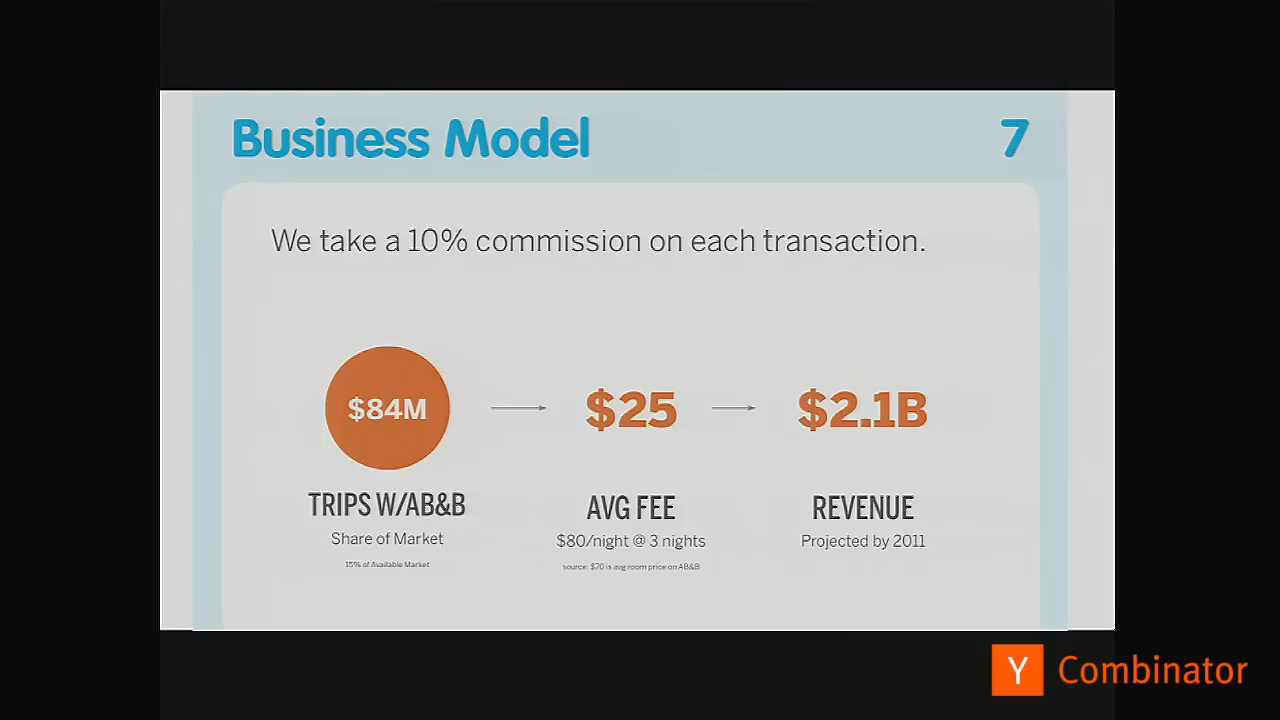 Business Model
7
We take a 10% commission on each transaction.
$84M
$25
$2.1B
TRIPS W/AB&B
AVG FEE
REVENUE
Share of Market
$80/night @ 3 nights
Projected by 2011
15% of Available Market
source: $70 is avg room price on AB&B
Y Combinator